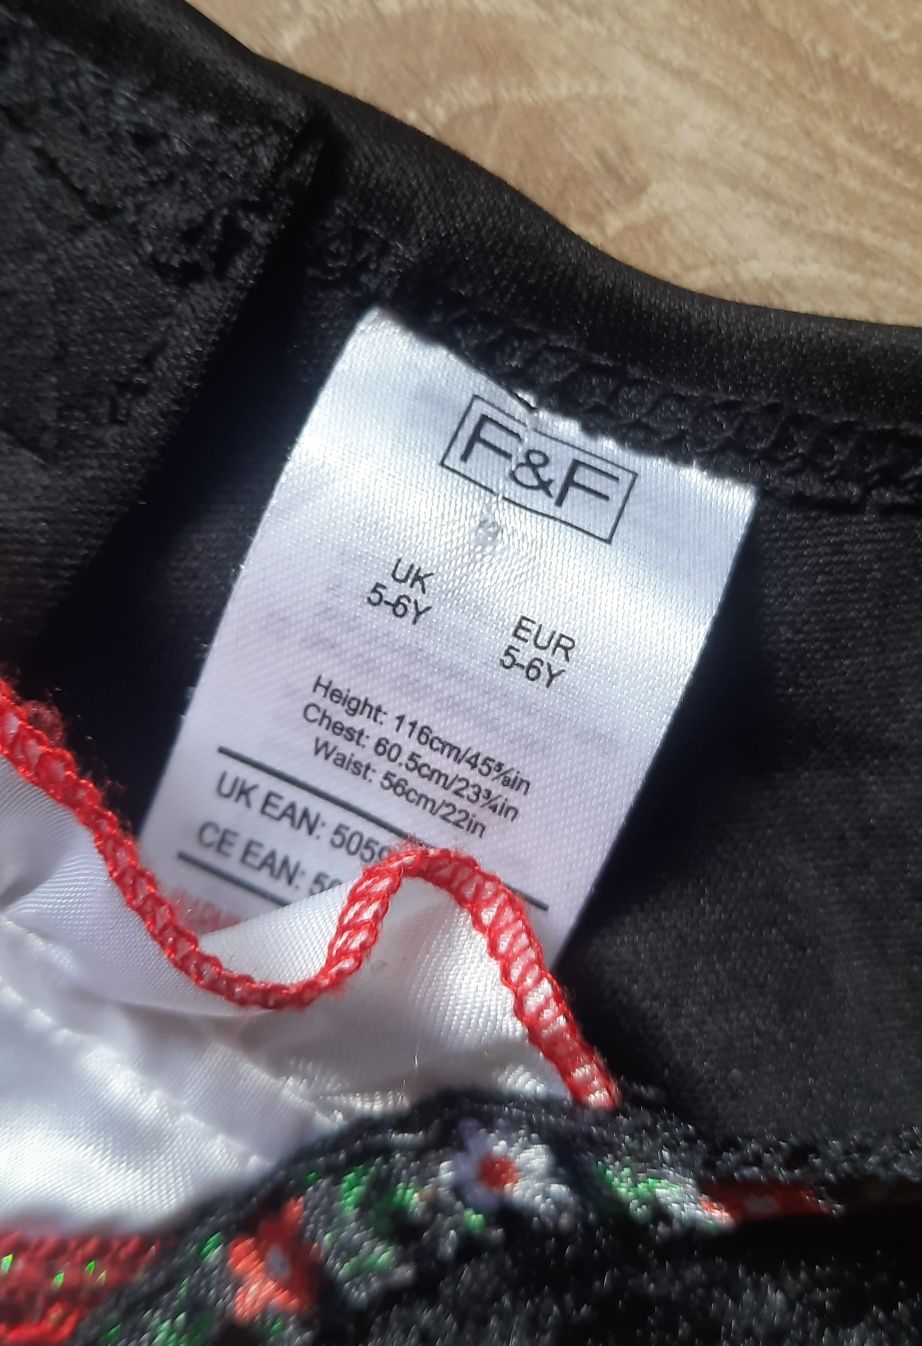 F&F
UK
5-6Y
EUR
5-6Y
Height: 116cm/45⅝in
Chest: 60.5cm/23¾in
Waist: 56cm/22in
UK EAN: 505
CE EAN: 5